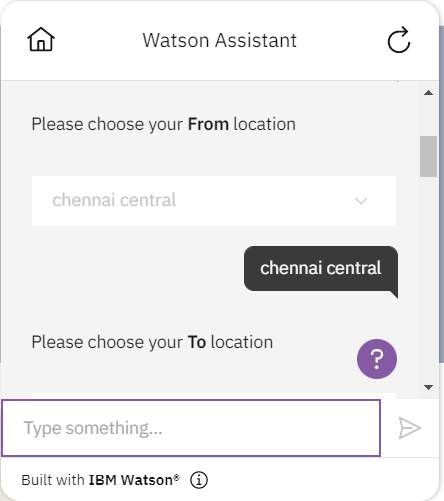 Watson Assistant
Please choose your From location
chennai central
chennai central
Please choose your To location
?
Type something...
Built with IBM Watson®